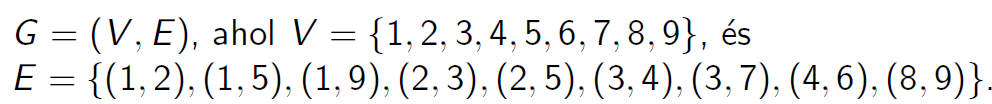 G = (V, E), ahol V = {1, 2, 3, 4, 5, 6, 7, 8, 9}, és
E = {(1, 2), (1, 5), (1, 9), (2, 3), (2, 5), (3, 4), (3, 7), (4, 6), (8, 9)}.